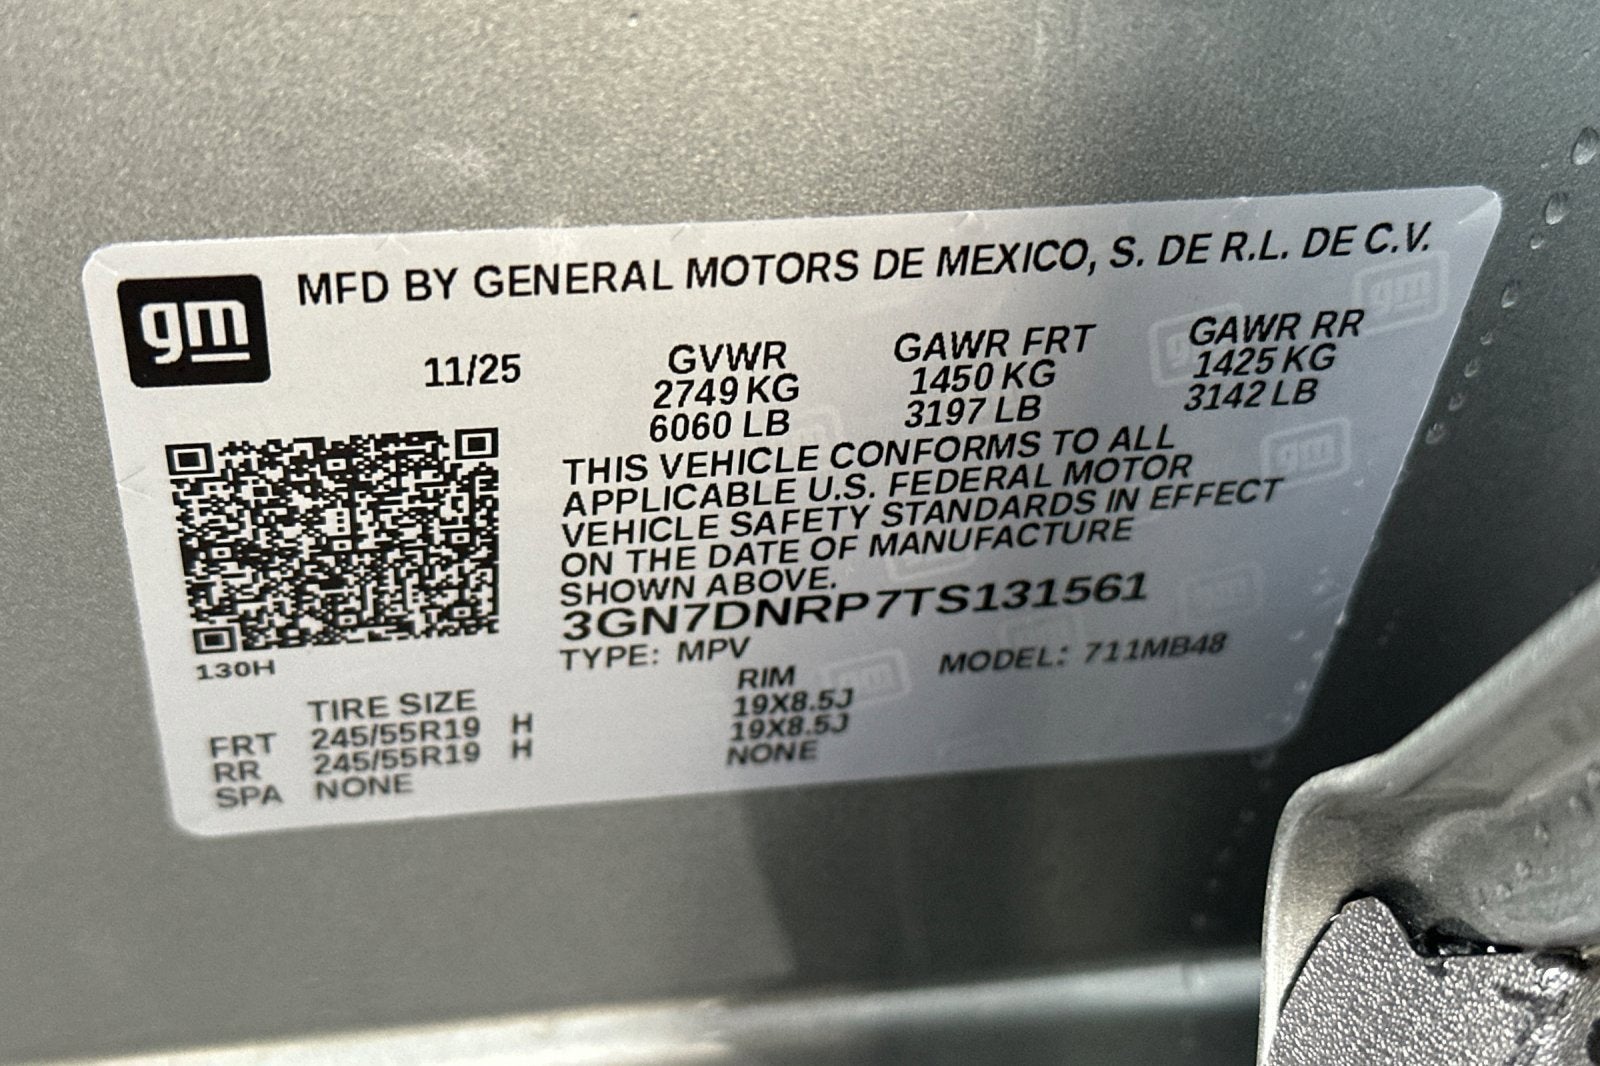 gm
MFD BY GENERAL MOTORS DE MEXICO, S. DE R.L. DE C.V.
11/25 GVWR GAWR FRT GAWR RR
2749 KG 1450 KG 1425 KG
6060 LB 3197 LB 3142 LB
THIS VEHICLE CONFORMS TO ALL
APPLICABLE U.S. FEDERAL MOTOR
VEHICLE SAFETY STANDARDS IN EFFECT
ON THE DATE OF MANUFACTURE
SHOWN ABOVE.
3GN7DNRP7TS131561
TYPE: MPV MODEL: 711MB48
130H
TIRE SIZE RIM
FRT 245/55R19 H 19X8.5J
RR 245/55R19 H 19X8.5J
SPA NONE NONE